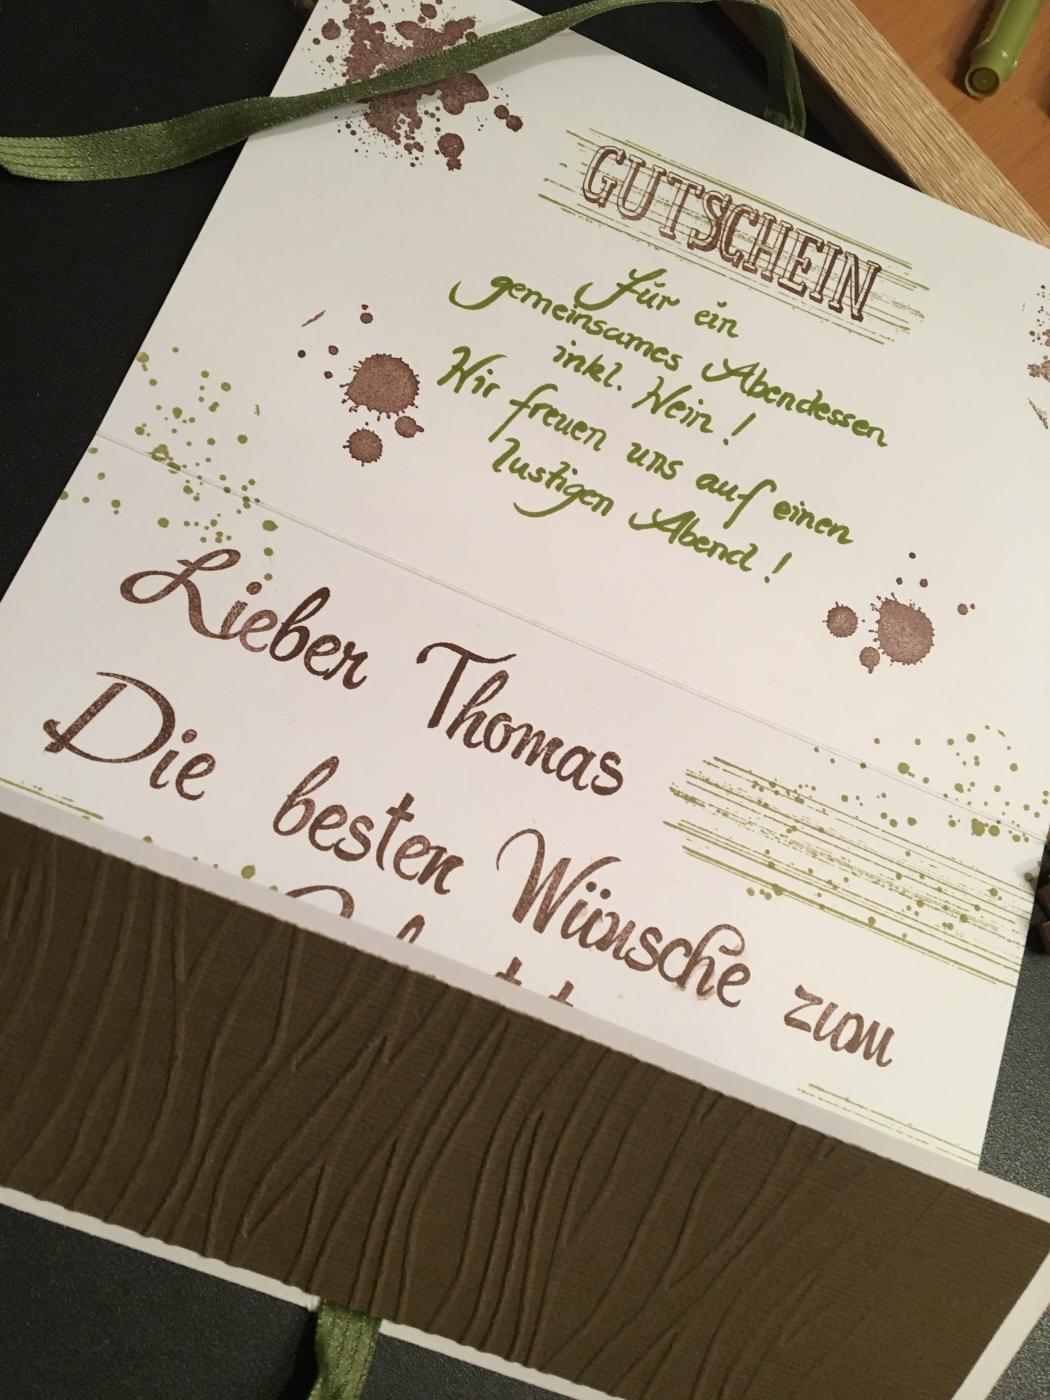 GUTSCHEIN
Für ein
gemeinsames Abendessen
inkl. Wein!
Wir freuen uns auf einen
lustigen Abend!
Lieber Thomas
Die besten Wünsche zum